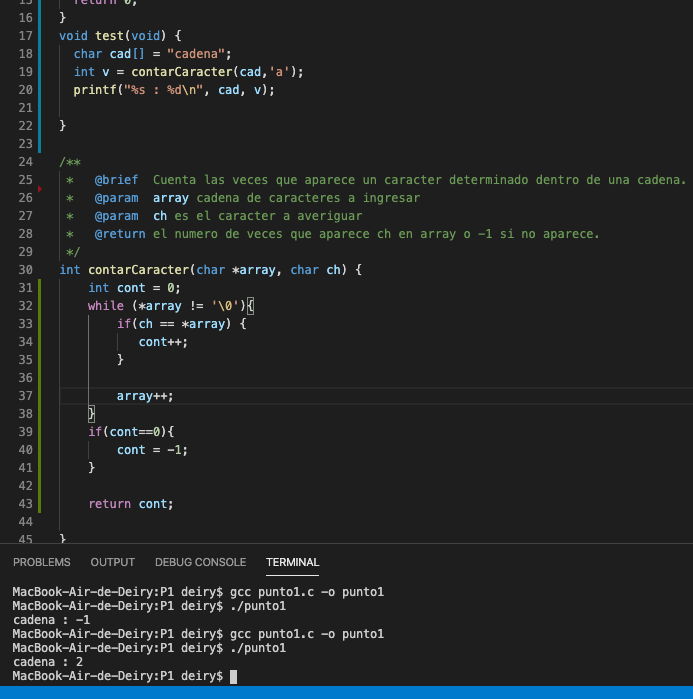 15 return 0;
16 }
17 void test(void) {
18 char cad[] = "cadena";
19 int v = contarCaracter(cad,'a');
20 printf("%s : %d\n", cad, v);
21
22 }
23
24 /**
25 * @brief Cuenta las veces que aparece un caracter determinado dentro de una cadena.
26 * @param array cadena de caracteres a ingresar
27 * @param ch es el caracter a averiguar
28 * @return el numero de veces que aparece ch en array o -1 si no aparece.
29 */
30 int contarCaracter(char *array, char ch) {
31 int cont = 0;
32 while (*array != '\0'){
33 if(ch == *array) {
34 cont++;
35 }
36
37 array++;
38 }
39 if(cont==0){
40 cont = -1;
41 }
42
43 return cont;
44
45 }
PROBLEMS OUTPUT DEBUG CONSOLE TERMINAL
MacBook-Air-de-Deiry:P1 deiry$ gcc punto1.c -o punto1
MacBook-Air-de-Deiry:P1 deiry$ ./punto1
cadena : -1
MacBook-Air-de-Deiry:P1 deiry$ gcc punto1.c -o punto1
MacBook-Air-de-Deiry:P1 deiry$ ./punto1
cadena : 2
MacBook-Air-de-Deiry:P1 deiry$